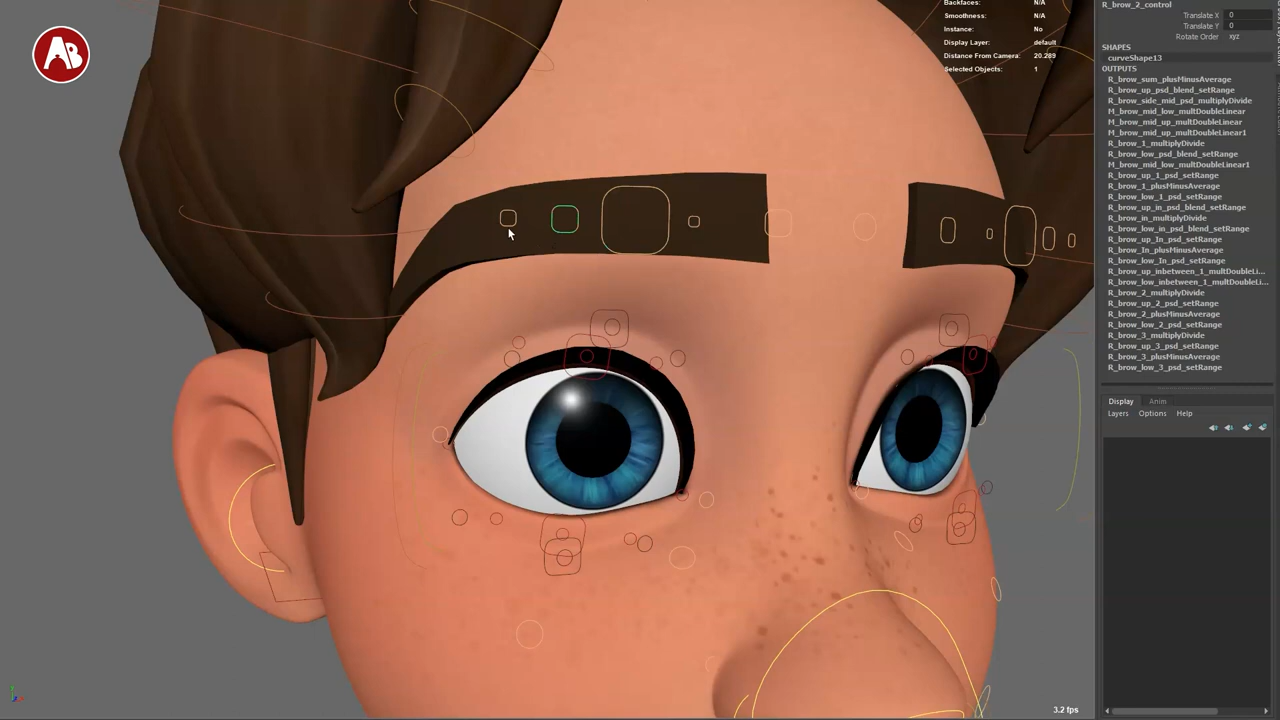 AB
Backfaces: N/A
Smoothness: N/A
Instance: No
Display Layer: default
Distance From Camera: 20.289
Selected Objects: 1
3.2 fps
R_brow_2_control
Translate X 0
Translate Y 0
Rotate Order xyz
SHAPES
curveShape13
OUTPUTS
R_brow_sum_plusMinusAverage
R_brow_up_psd_blend_setRange
R_brow_side_mid_psd_multiplyDivide
M_brow_mid_low_multDoubleLinear
M_brow_mid_up_multDoubleLinear
M_brow_mid_up_multDoubleLinear1
R_brow_1_multiplyDivide
R_brow_low_psd_blend_setRange
M_brow_mid_low_multDoubleLinear1
R_brow_up_1_psd_setRange
R_brow_1_plusMinusAverage
R_brow_low_1_psd_setRange
R_brow_up_in_psd_blend_setRange
R_brow_in_multiplyDivide
R_brow_low_in_psd_blend_setRange
R_brow_up_In_psd_setRange
R_brow_In_plusMinusAverage
R_brow_low_In_psd_setRange
R_brow_up_inbetween_1_multDoubleLi...
R_brow_low_inbetween_1_multDoubleLi...
R_brow_2_multiplyDivide
R_brow_up_2_psd_setRange
R_brow_2_plusMinusAverage
R_brow_low_2_psd_setRange
R_brow_3_multiplyDivide
R_brow_up_3_psd_setRange
R_brow_3_plusMinusAverage
R_brow_low_3_psd_setRange
Display Anim
Layers Options Help